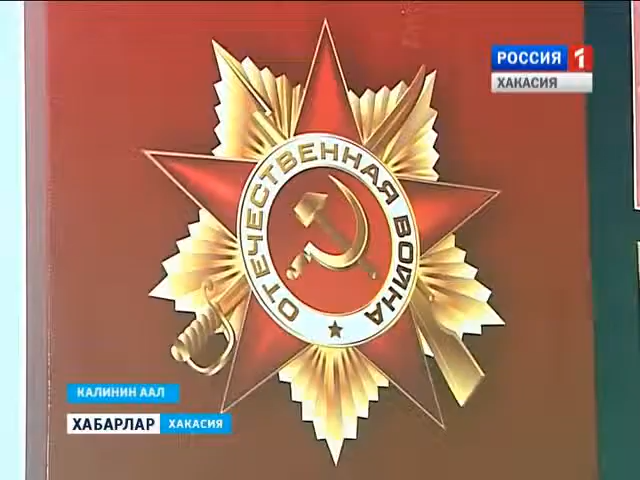 РОССИЯ 1
ХАКАСИЯ
ОТЕЧЕСТВЕННАЯ ВОЙНА
КАЛИНИН ААЛ
ХАБАРЛАР ХАКАСИЯ